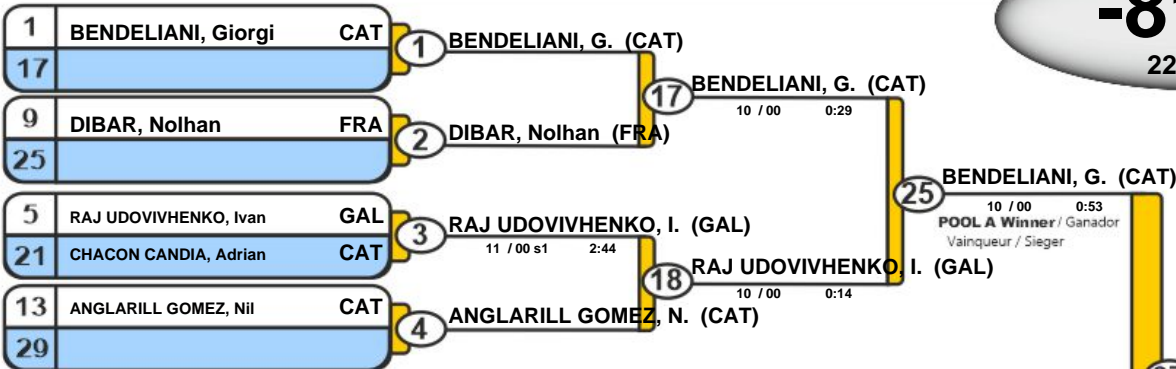 1 BENDELIANI, Giorgi CAT
17
1 BENDELIANI, G. (CAT)
9 DIBAR, Nolhan FRA
25
2 DIBAR, Nolhan (FRA)
17 BENDELIANI, G. (CAT)
10 / 00 0:29
5 RAJ UDOVIVHENKO, Ivan GAL
21 CHACON CANDIA, Adrian CAT
3 RAJ UDOVIVHENKO, I. (GAL)
11 / 00 s1 2:44
13 ANGLARILL GOMEZ, Nil CAT
29
4 ANGLARILL GOMEZ, N. (CAT)
18 RAJ UDOVIVHENKO, I. (GAL)
10 / 00 0:14
25 BENDELIANI, G. (CAT)
10 / 00 0:53
POOL A Winner / Ganador
Vainqueur / Sieger
22